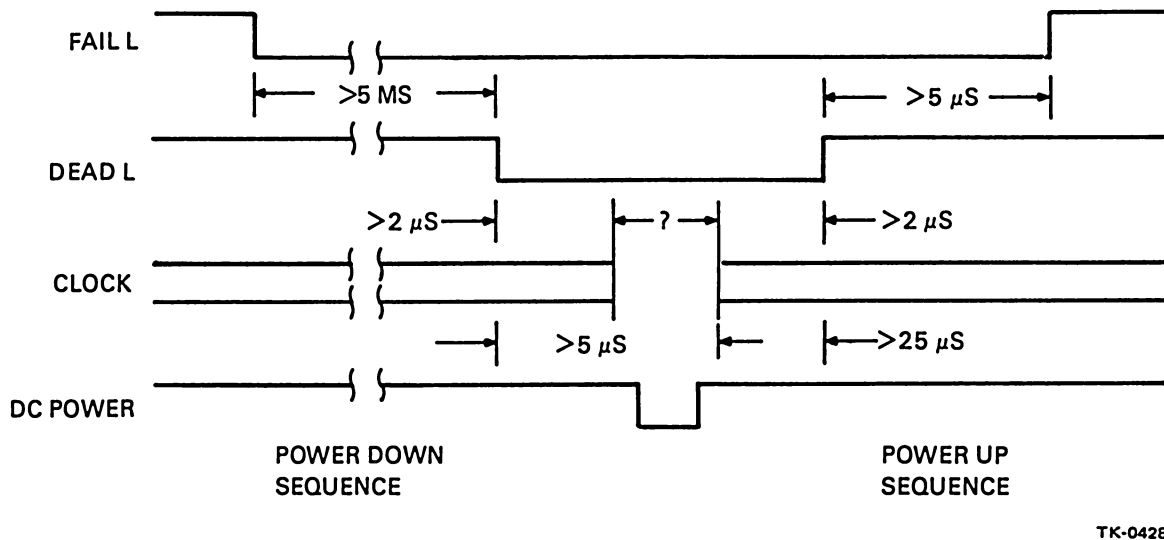 FAIL L
>5 MS
>5 μS
DEAD L
>2 μS
?
>2 μS
CLOCK
>5 μS
>25 μS
DC POWER
POWER DOWN
SEQUENCE
POWER UP
SEQUENCE
TK-0428